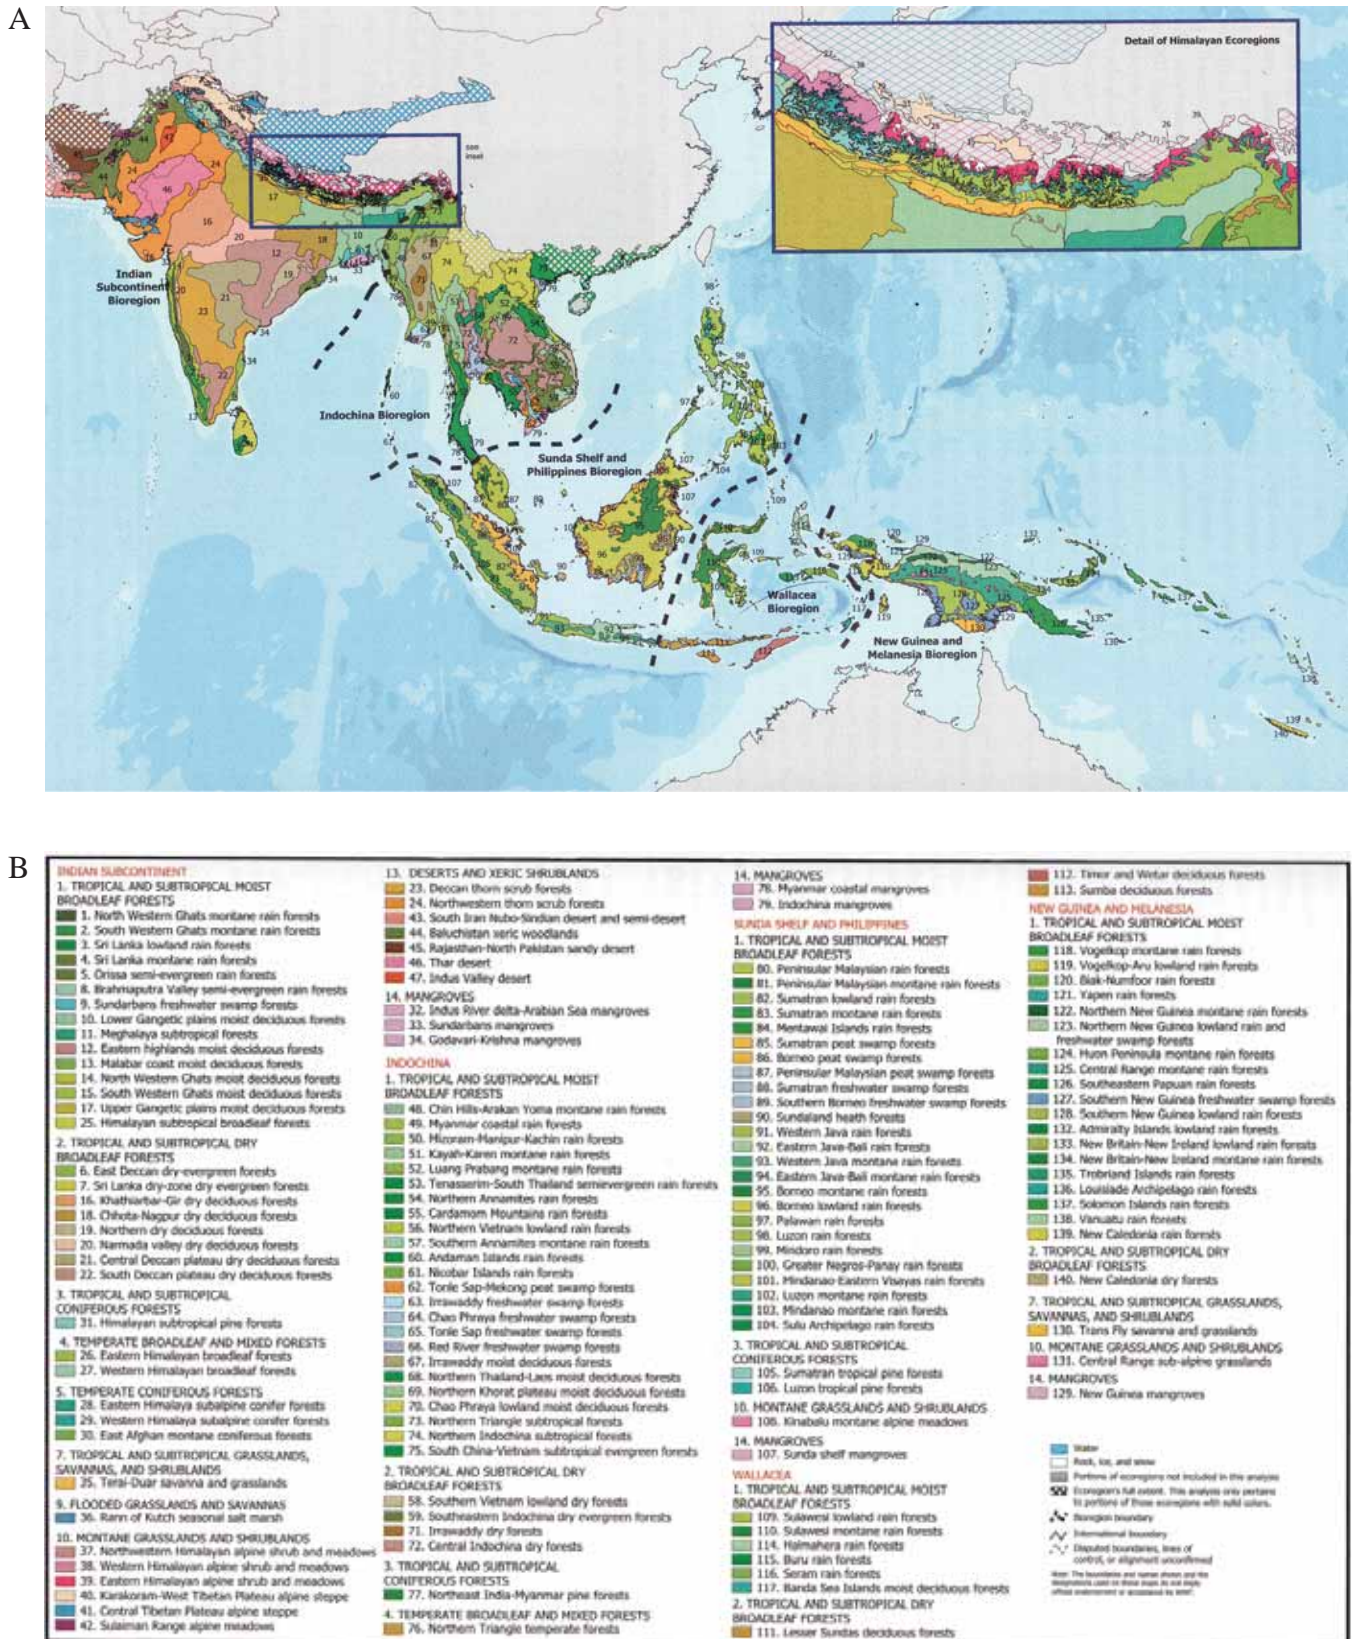 A
Detail of Himalayan Ecoregions
see
inset
Indian
Subcontinent
Bioregion
Indochina Bioregion
Sunda Shelf and
Philippines Bioregion
Wallacea
Bioregion
New Guinea and
Melanesia Bioregion
B
INDIAN SUBCONTINENT
1. TROPICAL AND SUBTROPICAL MOIST
BROADLEAF FORESTS
1. North Western Ghats montane rain forests
2. South Western Ghats montane rain forests
3. Sri Lanka lowland rain forests
4. Sri Lanka montane rain forests
5. Orissa semi-evergreen rain forests
8. Brahmaputra Valley semi-evergreen rain forests
9. Sundarbans freshwater swamp forests
10. Lower Gangetic plains moist deciduous forests
11. Meghalaya subtropical forests
12. Eastern highlands moist deciduous forests
13. Malabar coast moist deciduous forests
14. North Western Ghats moist deciduous forests
15. South Western Ghats moist deciduous forests
17. Upper Gangetic plains moist deciduous forests
25. Himalayan subtropical broadleaf forests
2. TROPICAL AND SUBTROPICAL DRY
BROADLEAF FORESTS
6. East Deccan dry-evergreen forests
7. Sri Lanka dry-zone dry evergreen forests
16. Khathiarbar-Gir dry deciduous forests
18. Chhota-Nagpur dry deciduous forests
19. Northern dry deciduous forests
20. Narmada valley dry deciduous forests
21. Central Deccan plateau dry deciduous forests
22. South Deccan plateau dry deciduous forests
3. TROPICAL AND SUBTROPICAL
CONIFEROUS FORESTS
31. Himalayan subtropical pine forests
4. TEMPERATE BROADLEAF AND MIXED FORESTS
26. Eastern Himalayan broadleaf forests
27. Western Himalayan broadleaf forests
5. TEMPERATE CONIFEROUS FORESTS
28. Eastern Himalayan subalpine conifer forests
29. Western Himalaya subalpine conifer forests
30. East Afghan montane coniferous forests
7. TROPICAL AND SUBTROPICAL GRASSLANDS,
SAVANNAS, AND SHRUBLANDS
35. Terai-Duar savanna and grasslands
9. FLOODED GRASSLANDS AND SAVANNAS
36. Rann of Kutch seasonal salt marsh
10. MONTANE GRASSLANDS AND SHRUBLANDS
37. Northwestern Himalayan alpine shrub and meadows
38. Western Himalayan alpine shrub and meadows
39. Eastern Himalayan alpine shrub and meadows
40. Karakoram-West Tibetan Plateau alpine steppe
41. Central Tibetan Plateau alpine steppe
42. Sulaiman Range alpine meadows
13. DESERTS AND XERIC SHRUBLANDS
23. Deccan thorn scrub forests
24. Northwestern thorn scrub forests
43. South Iran Nubo-Sindian desert and semi-desert
44. Baluchistan xeric woodlands
45. Rajasthan-North Pakistan sandy desert
46. Thar desert
47. Indus Valley desert
14. MANGROVES
32. Indus River delta-Arabian Sea mangroves
33. Sundarbans mangroves
34. Godavari-Krishna mangroves
INDOCHINA
1. TROPICAL AND SUBTROPICAL MOIST
BROADLEAF FORESTS
48. Chin Hills-Arakan Yoma montane rain forests
49. Myanmar coastal rain forests
50. Mizoram-Manipur-Kachin rain forests
51. Kayah-Karen montane rain forests
52. Luang Prabang montane rain forests
53. Tenasserim-South Thailand semievergreen rain forests
54. Northern Annamites rain forests
55. Cardamom Mountains rain forests
56. Northern Vietnam lowland rain forests
57. Southern Annamites montane rain forests
60. Andaman Islands rain forests
61. Nicobar Islands rain forests
62. Tonle Sap-Mekong peat swamp forests
63. Irrawaddy freshwater swamp forests
64. Chao Phraya freshwater swamp forests
65. Tonle Sap freshwater swamp forests
66. Red River freshwater swamp forests
67. Irrawaddy moist deciduous forests
68. Northern Thailand-Laos moist deciduous forests
69. Northern Khorat plateau moist deciduous forests
70. Chao Phraya lowland moist deciduous forests
73. Northern Triangle subtropical forests
74. Northern Indochina subtropical forests
75. South China-Vietnam subtropical evergreen forests
2. TROPICAL AND SUBTROPICAL DRY
BROADLEAF FORESTS
58. Southern Vietnam lowland dry forests
59. Southeastern Indochina dry evergreen forests
71. Irrawaddy dry forests
72. Central Indochina dry forests
3. TROPICAL AND SUBTROPICAL
CONIFEROUS FORESTS
77. Northeast India-Myanmar pine forests
4. TEMPERATE BROADLEAF AND MIXED FORESTS
76. Northern Triangle temperate forests
14. MANGROVES
78. Myanmar coastal mangroves
79. Indochina mangroves
SUNDA SHELF AND PHILIPPINES
1. TROPICAL AND SUBTROPICAL MOIST
BROADLEAF FORESTS
80. Peninsular Malaysian rain forests
81. Peninsular Malaysian montane rain forests
82. Sumatran lowland rain forests
83. Sumatran montane rain forests
84. Mentawai Islands rain forests
85. Sumatran peat swamp forests
86. Borneo peat swamp forests
87. Peninsular Malaysian peat swamp forests
88. Sumatran freshwater swamp forests
89. Southern Borneo freshwater swamp forests
90. Sundaland heath forests
91. Western Java rain forests
92. Eastern Java-Bali rain forests
93. Western Java montane rain forests
94. Eastern Java-Bali montane rain forests
95. Borneo montane rain forests
96. Borneo lowland rain forests
97. Palawan rain forests
98. Luzon rain forests
99. Mindoro rain forests
100. Greater Negros-Panay rain forests
101. Mindanao-Eastern Visayas rain forests
102. Luzon montane rain forests
103. Mindanao montane rain forests
104. Sulu Archipelago rain forests
3. TROPICAL AND SUBTROPICAL
CONIFEROUS FORESTS
105. Sumatran tropical pine forests
106. Luzon tropical pine forests
10. MONTANE GRASSLANDS AND SHRUBLANDS
108. Kinabalu montane alpine meadows
14. MANGROVES
107. Sunda shelf mangroves
WALLACEA
1. TROPICAL AND SUBTROPICAL MOIST
BROADLEAF FORESTS
109. Sulawesi lowland rain forests
110. Sulawesi montane rain forests
114. Halmahera rain forests
115. Buru rain forests
116. Seram rain forests
117. Banda Sea Islands moist deciduous forests
2. TROPICAL AND SUBTROPICAL DRY
BROADLEAF FORESTS
111. Lesser Sundas deciduous forests
112. Timor and Wetar deciduous forests
113. Sumba deciduous forests
NEW GUINEA AND MELANESIA
1. TROPICAL AND SUBTROPICAL MOIST
BROADLEAF FORESTS
118. Vogelkop montane rain forests
119. Vogelkop-Aru lowland rain forests
120. Biak-Numfoor rain forests
121. Yapen rain forests
122. Northern New Guinea montane rain forests
123. Northern New Guinea lowland rain and
freshwater swamp forests
124. Huon Peninsula montane rain forests
125. Central Range montane rain forests
126. Southeastern Papuan rain forests
127. Southern New Guinea freshwater swamp forests
128. Southern New Guinea lowland rain forests
132. Admiralty Islands lowland rain forests
133. New Britain-New Ireland lowland rain forests
134. New Britain-New Ireland montane rain forests
135. Trobriand Islands rain forests
136. Louisiade Archipelago rain forests
137. Solomon Islands rain forests
138. Vanuatu rain forests
139. New Caledonia rain forests
2. TROPICAL AND SUBTROPICAL DRY
BROADLEAF FORESTS
140. New Caledonia dry forests
7. TROPICAL AND SUBTROPICAL GRASSLANDS,
SAVANNAS, AND SHRUBLANDS
130. Trans Fly savanna and grasslands
10. MONTANE GRASSLANDS AND SHRUBLANDS
131. Central Range sub-alpine grasslands
14. MANGROVES
129. New Guinea mangroves
Water
Rock, ice, and snow
Portions of ecoregions not included in this analysis
Ecoregion's full extent. This analysis only pertains
to portions of those ecoregions with solid colors.
Bioregion boundary
International boundary
Disputed boundaries, lines of
control, or alignment unconfirmed